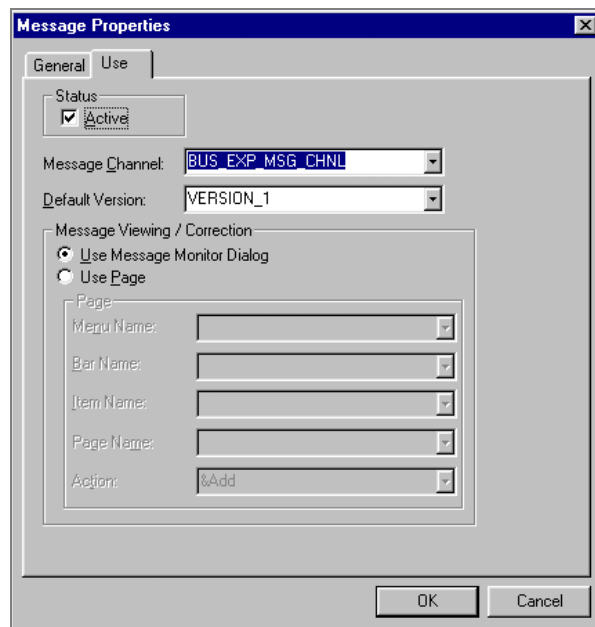 Message Properties
General
Use
Status
Active
Message Channel:
BUS_EXP_MSG_CHNL
Default Version:
VERSION_1
Message Viewing / Correction
Use Message Monitor Dialog
Use Page
Page
Menu Name:
Bar Name:
Item Name:
Page Name:
Action:
&Add
OK
Cancel